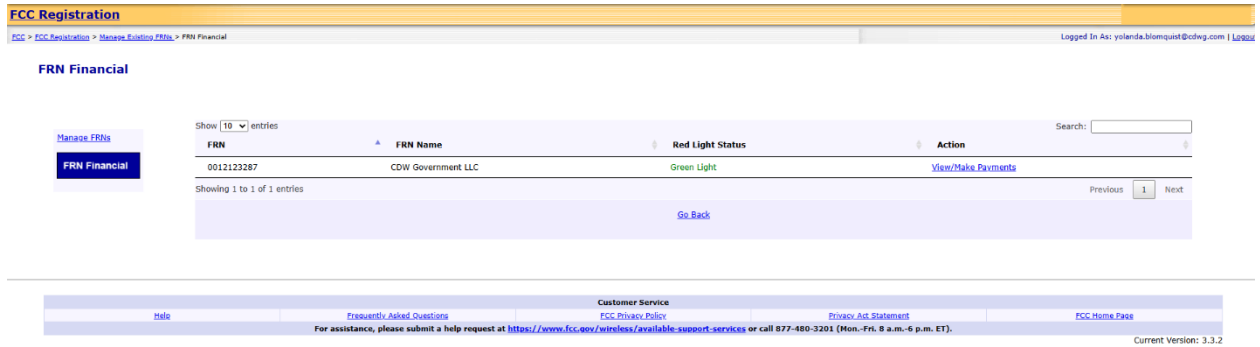 FCC Registration
FCC > FCC Registration > Manage Existing FRNs > FRN Financial Logged In As: yolanda.blomquist@cdwg.com | Logout
FRN Financial
Show 10 entries Search:
Manage FRNs
FRN FRN Name Red Light Status Action
FRN Financial
0012123287 CDW Government LLC Green Light View/Make Payments
Showing 1 to 1 of 1 entries Previous 1 Next
Go Back
Customer Service
Help Frequently Asked Questions FCC Privacy Policy Privacy Act Statement FCC Home Page
For assistance, please submit a help request at https://www.fcc.gov/wireless/available-support-services or call 877-480-3201 (Mon.-Fri. 8 a.m.-6 p.m. ET).
Current Version: 3.3.2